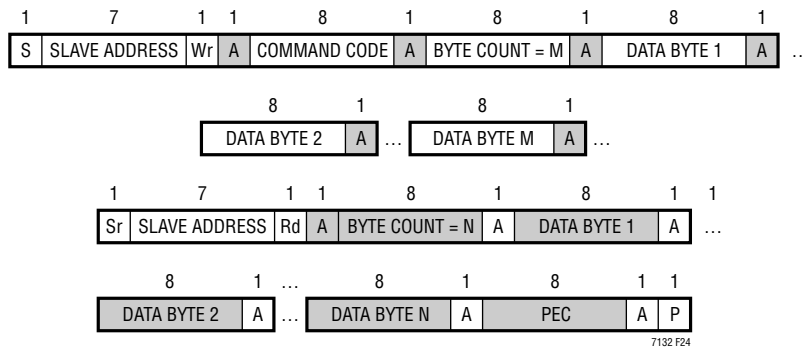 1 7 1 1 8 1 8 1 8 1
S SLAVE ADDRESS Wr A COMMAND CODE A BYTE COUNT = M A DATA BYTE 1 A ...
8 1 8 1
DATA BYTE 2 A ... DATA BYTE M A ...
1 7 1 1 8 1 8 1 1
Sr SLAVE ADDRESS Rd A BYTE COUNT = N A DATA BYTE 1 A ...
8 1 ... 8 1 8 1 1
DATA BYTE 2 A ... DATA BYTE N A PEC A P
7132 F24